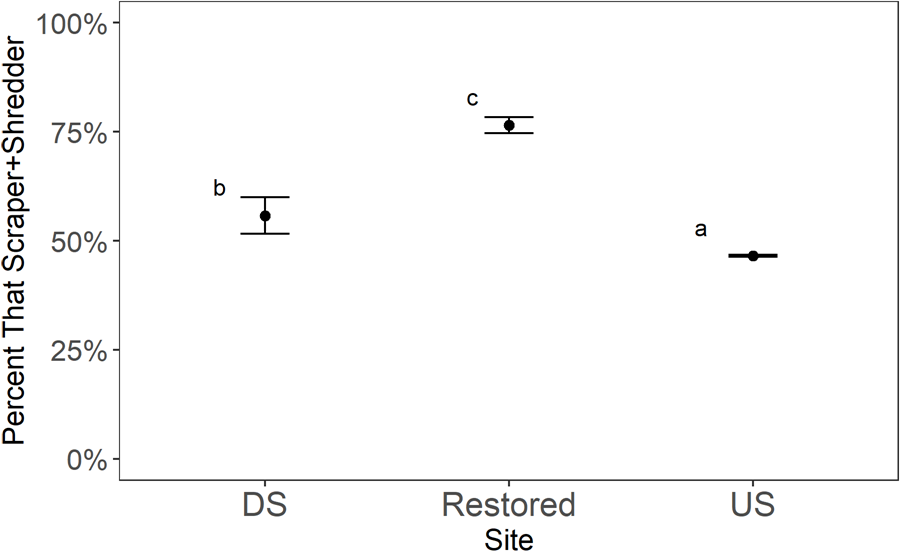 Percent That Scraper+Shredder
100%
75%
50%
25%
0%
b
c
a
DS Restored US
Site